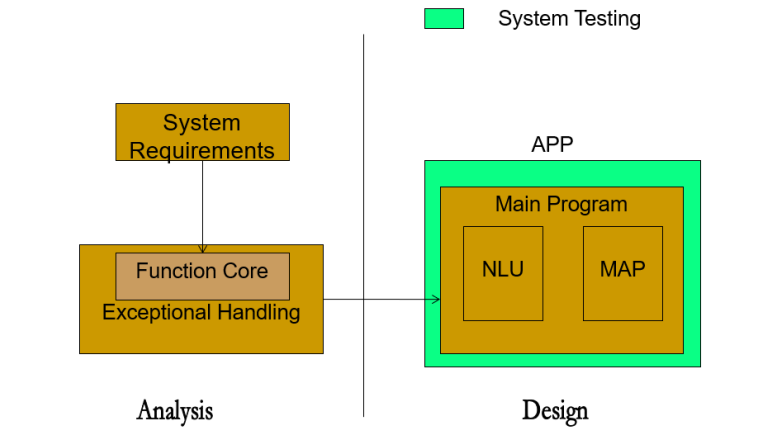 System Testing
System
Requirements
APP
Main Program
NLU
MAP
Function Core
Exceptional Handling
Analysis
Design